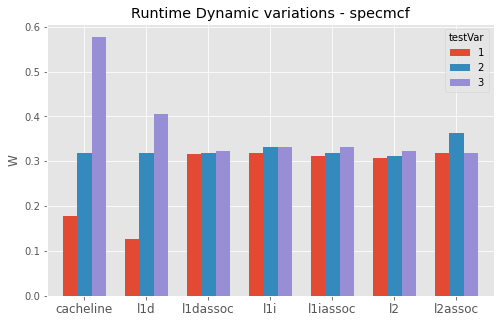 Runtime Dynamic variations - specmcf
testVar
1
2
3
W
0.6
0.5
0.4
0.3
0.2
0.1
0.0
cacheline l1d l1dassoc l1i l1iassoc l2 l2assoc